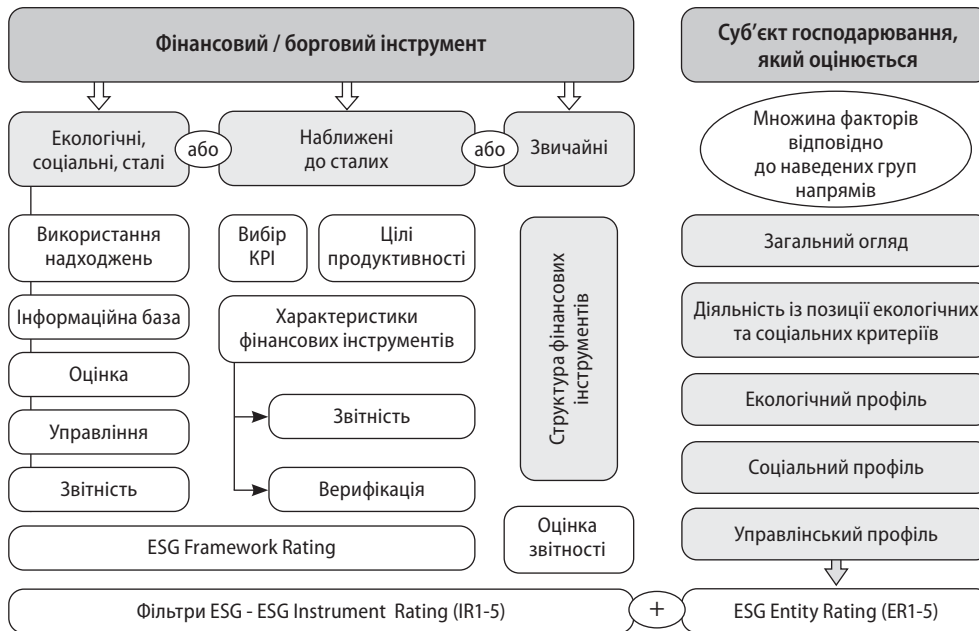 Фінансовий / борговий інструмент
Суб’єкт господарювання,
який оцінюється
Екологічні,
соціальні, сталі
або
Наближені
до сталих
або
Звичайні
Множина факторів
відповідно
до наведених груп
напрямів
Використання
надходжень
Інформаційна база
Оцінка
Управління
Звітність
Вибір
KPI
Цілі
продуктивності
Характеристики
фінансових інструментів
Звітність
Верифікація
Структура фінансових
інструментів
Оцінка
звітності
ESG Framework Rating
Загальний огляд
Діяльність із позиції екологічних
та соціальних критеріїв
Екологічний профіль
Соціальний профіль
Управлінський профіль
Фільтри ESG - ESG Instrument Rating (IR1-5)
+
ESG Entity Rating (ER1-5)